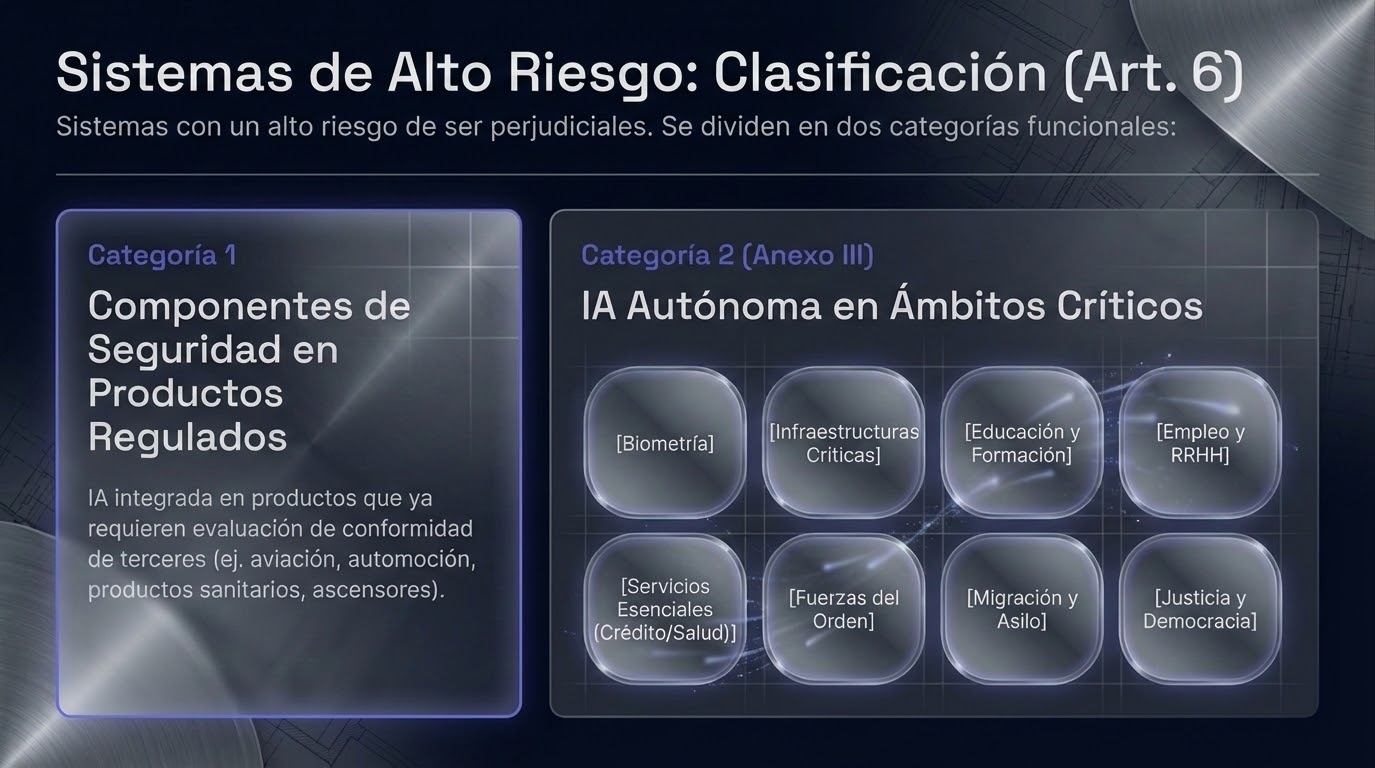 Sistemas de Alto Riesgo: Clasificación (Art. 6)
Sistemas con un alto riesgo de ser perjudiciales. Se dividen en dos categorías funcionales:
Categoría 1
Componentes de
Seguridad en
Productos
Regulados
IA integrada en productos que ya
requieren evaluación de conformidad
de terceres (ej. aviación, automoción,
productos sanitarios, ascensores).
Categoría 2 (Anexo III)
IA Autónoma en Ámbitos Críticos
[Biometría]
[Infraestructuras
Criticas]
[Educación y
Formación]
[Empleo y
RRHH]
[Servicios
Esenciales
(Crédito/Salud)]
[Fuerzas del
Orden]
[Migración y
Asilo]
[Justicia y
Democracia]